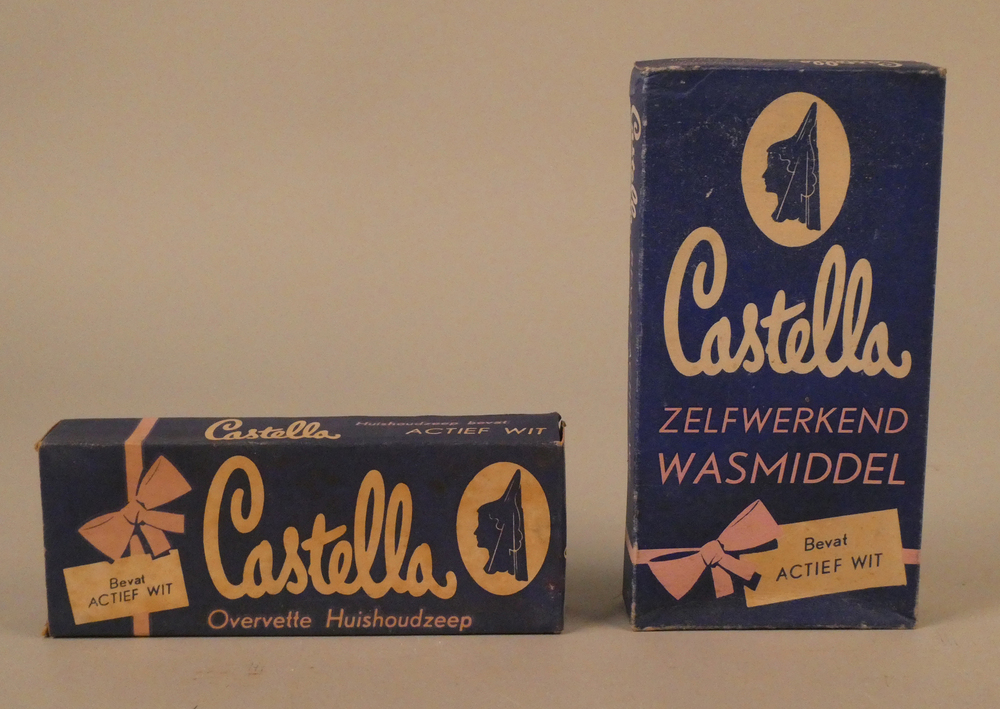 Castella
Huishoudzeep bevat
ACTIEF WIT
Castella
Bevat
ACTIEF WIT
Overvette Huishoudzeep
Castella
ZELFWERKEND
WASMIDDEL
Bevat
ACTIEF WIT